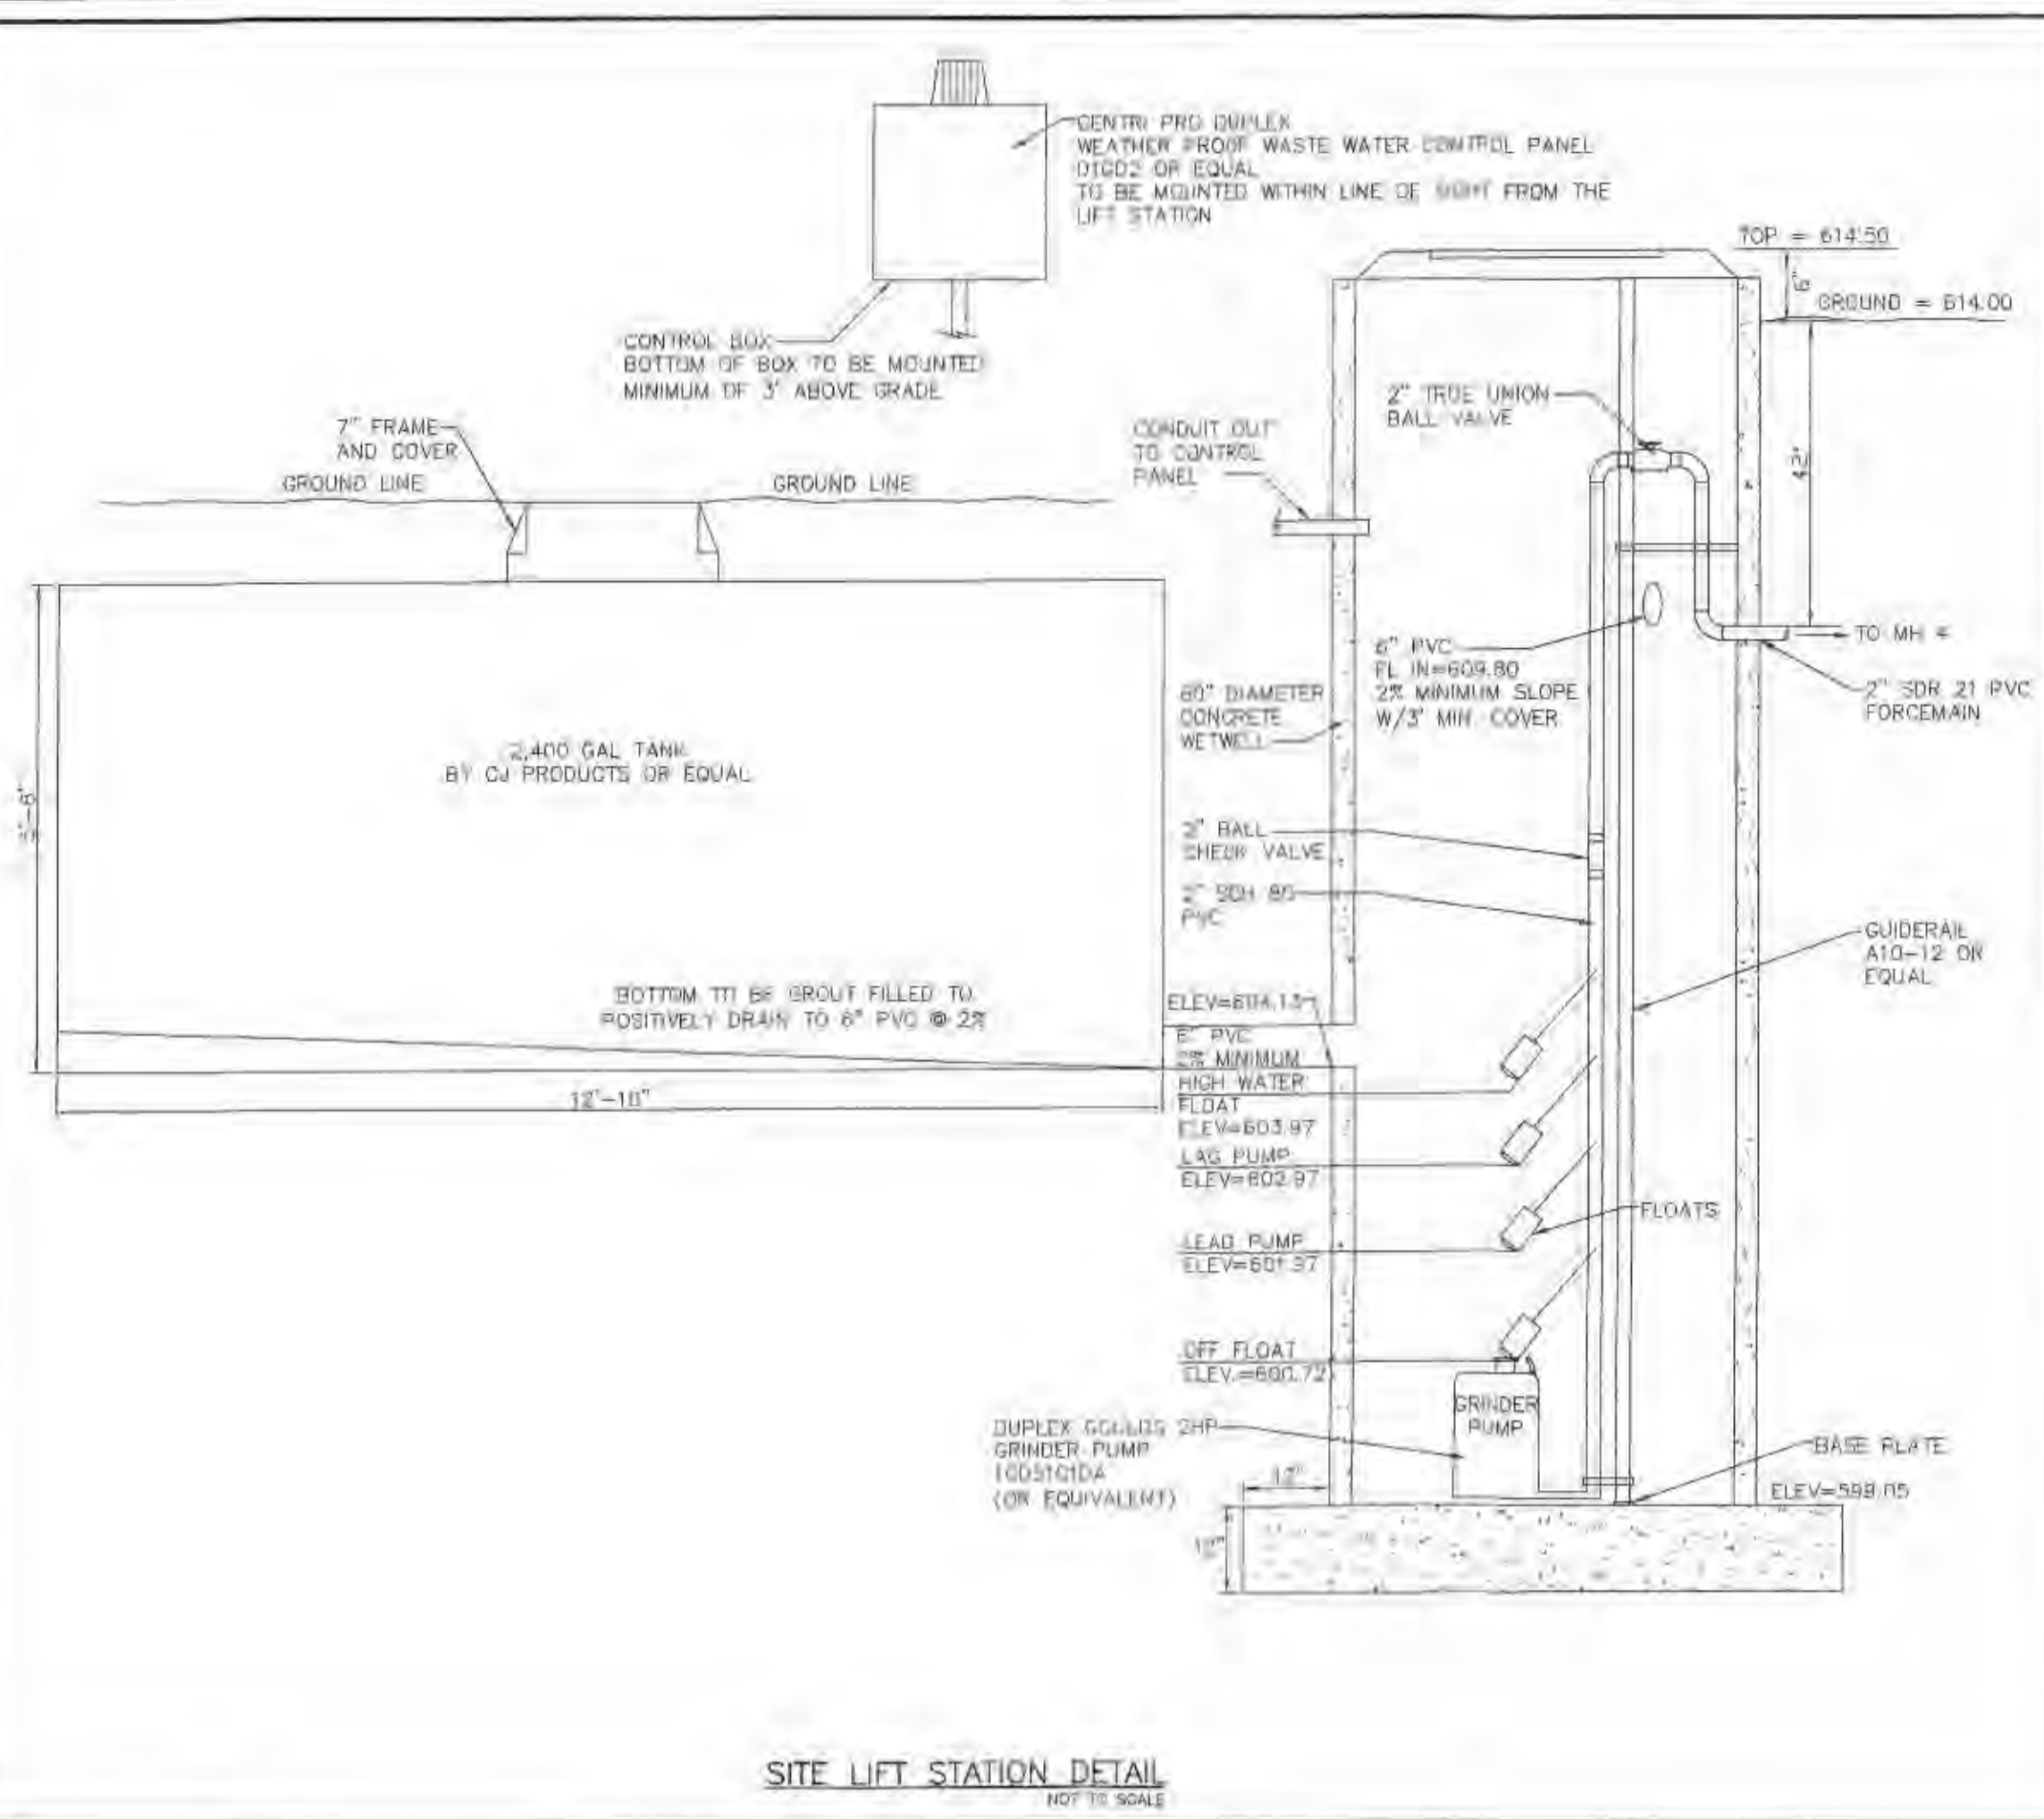 CENTRI PRO DUPLEX
WEATHER PROOF WASTE WATER CONTROL PANEL
OR EQUAL
TO BE MOUNTED WITHIN LINE OF SIGHT FROM THE
LIFT STATION
TOP = 614.50
6"
GROUND = 614.00
CONTROL BOX
BOTTOM OF BOX TO BE MOUNTED
MINIMUM OF 3' ABOVE GRADE
2" TRUE UNION
BALL VALVE
7" FRAME
AND COVER
CONDUIT OUT
TO CONTROL
PANEL
42"
GROUND LINE
GROUND LINE
TO MH 4
6" PVC
FL IN=609.80
2% MINIMUM SLOPE
W/3' MIN. COVER
2" SDR 21 PVC
FORCEMAIN
DIAMETER
CONCRETE
WETWELL
2,400 GAL TANK
BY CJ PRODUCTS OR EQUAL
2" BALL
CHECK VALVE
2" SCH 80
PVC
GUIDERAIL
A10-12 OR
EQUAL
BOTTOM TO BE GROUT FILLED TO
POSITIVELY DRAIN TO 6" PVC @ 2%
ELEV=604.13
6" PVC
2% MINIMUM
HIGH WATER
FLOAT
ELEV=603.97
12'-10"
LAG PUMP
ELEV=602.97
FLOATS
LEAD PUMP
ELEV=601.97
OFF FLOAT
ELEV.=600.72
GRINDER
PUMP
DUPLEX GOULDS 2HP
GRINDER PUMP
(OR EQUIVALENT)
12"
BASE PLATE
ELEV=599.05
12"
SITE LIFT STATION DETAIL
NOT TO SCALE